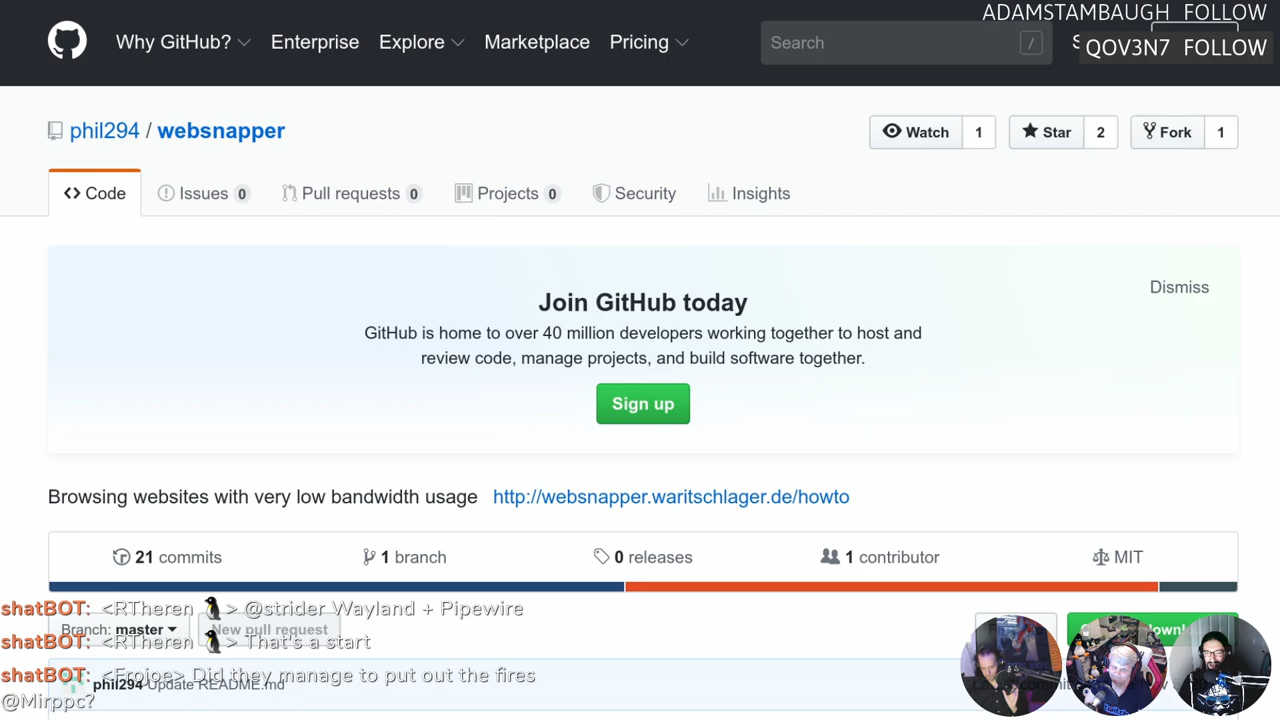 ADAMSTAMBAUGH FOLLOW
Why GitHub? Enterprise Explore Marketplace Pricing Search / S
QOV3N7 FOLLOW
phil294 / websnapper
Watch 1 Star 2 Fork 1
Code Issues 0 Pull requests 0 Projects 0 Security Insights
Join GitHub today
Dismiss
GitHub is home to over 40 million developers working together to host and
review code, manage projects, and build software together.
Sign up
Browsing websites with very low bandwidth usage http://websnapper.waritschlager.de/howto
21 commits 1 branch 0 releases 1 contributor MIT
shatBOT: <RTheren 🐧> @strider Wayland + Pipewire
Branch: master New pull request
shatBOT: <RTheren 🐧> That's a start
shatBOT: <Frojoe> Did they manage to put out the fires
phil294 Update README.md
@Mirppc?
twitch